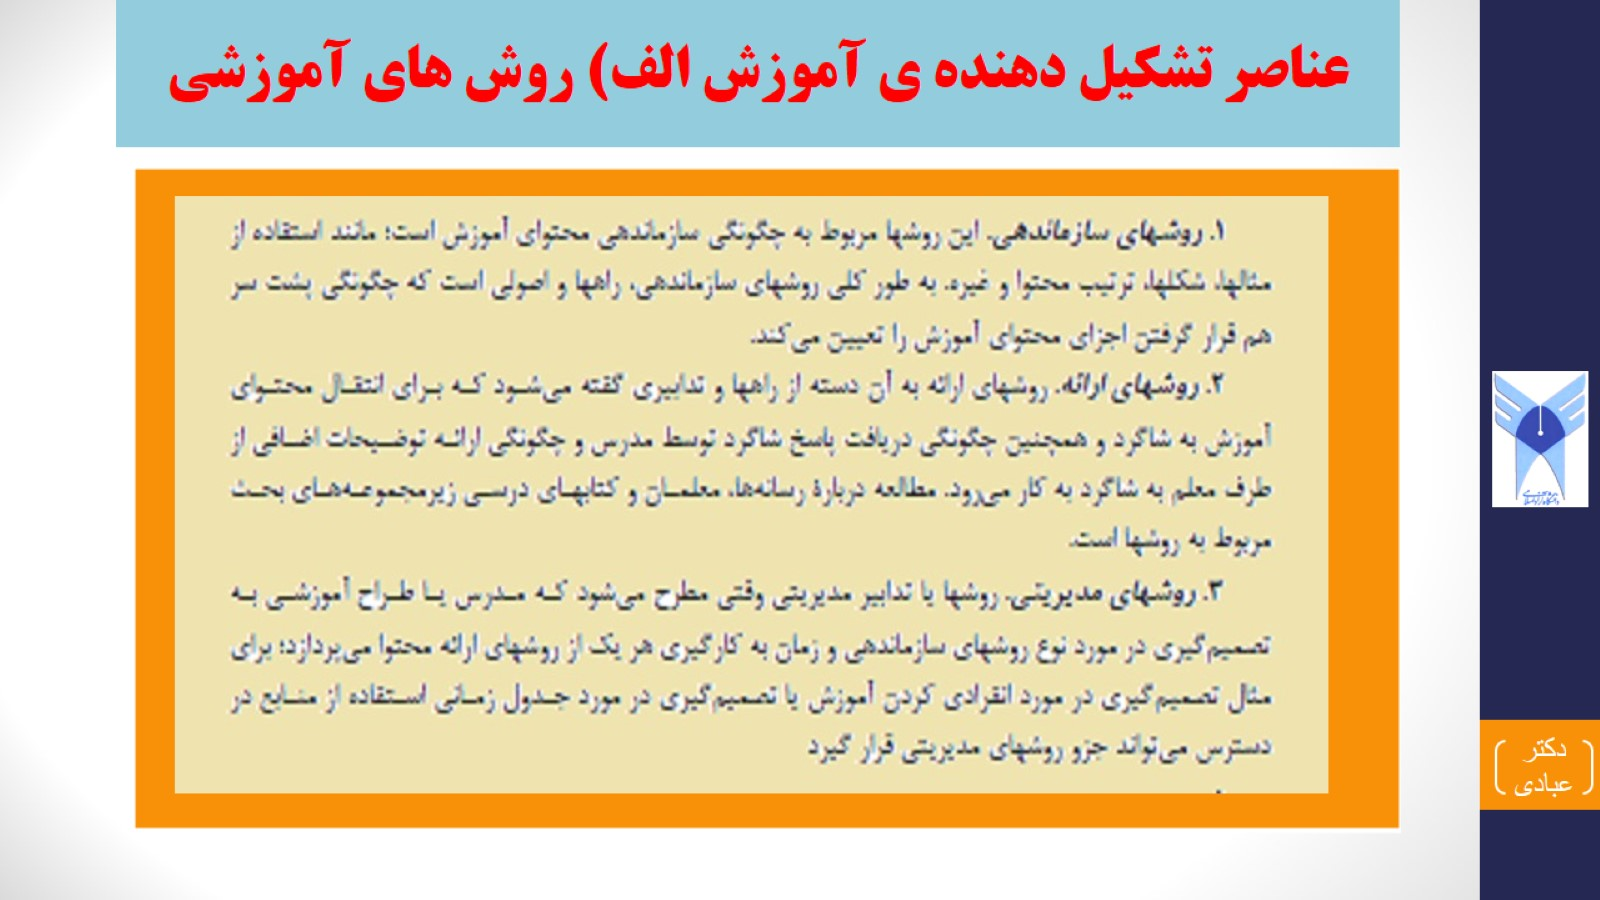 عناصر تشکیل دهنده ی آموزش الف) روش های آموزشی
۱. روشهای سازماندهی. این روشها مربوط به چگونگی سازماندهی محتوای آموزش است؛ مانند استفاده از
مثالها، شکلها، ترتیب محتوا و غیره. به طور کلی روشهای سازماندهی، راهها و اصولی است که چگونگی پشت سر
هم قرار گرفتن اجزای محتوای آموزش را تعیین می‌کند.
۲. روشهای ارائه. روشهای ارائه به آن دسته از راهها و تدابیری گفته می‌شود که برای انتقال محتوای
آموزش به شاگرد و همچنین چگونگی دریافت پاسخ شاگرد توسط مدرس و چگونگی ارائه توضیحات اضافی از
طرف معلم به شاگرد به کار می‌رود. مطالعه دربارهٔ رسانه‌ها، معلمان و کتابهای درسی زیرمجموعه‌های بحث
مربوط به روشها است.
۳. روشهای مدیریتی. روشها یا تدابیر مدیریتی وقتی مطرح می‌شود که مدرس یا طراح آموزشی به
تصمیم‌گیری در مورد نوع روشهای سازماندهی و زمان به کارگیری هر یک از روشهای ارائه محتوا می‌پردازد؛ برای
مثال تصمیم‌گیری در مورد انفرادی کردن آموزش یا تصمیم‌گیری در مورد جدول زمانی استفاده از منابع در
دسترس می‌تواند جزو روشهای مدیریتی قرار گیرد
دکتر
عبادی